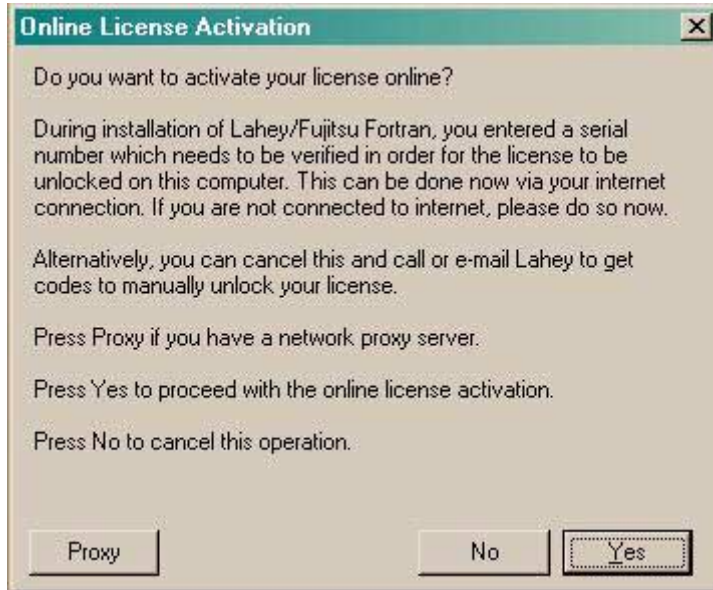 Online License Activation
Do you want to activate your license online?
During installation of Lahey/Fujitsu Fortran, you entered a serial
number which needs to be verified in order for the license to be
unlocked on this computer. This can be done now via your internet
connection. If you are not connected to internet, please do so now.
Alternatively, you can cancel this and call or e-mail Lahey to get
codes to manually unlock your license.
Press Proxy if you have a network proxy server.
Press Yes to proceed with the online license activation.
Press No to cancel this operation.
Proxy No Yes